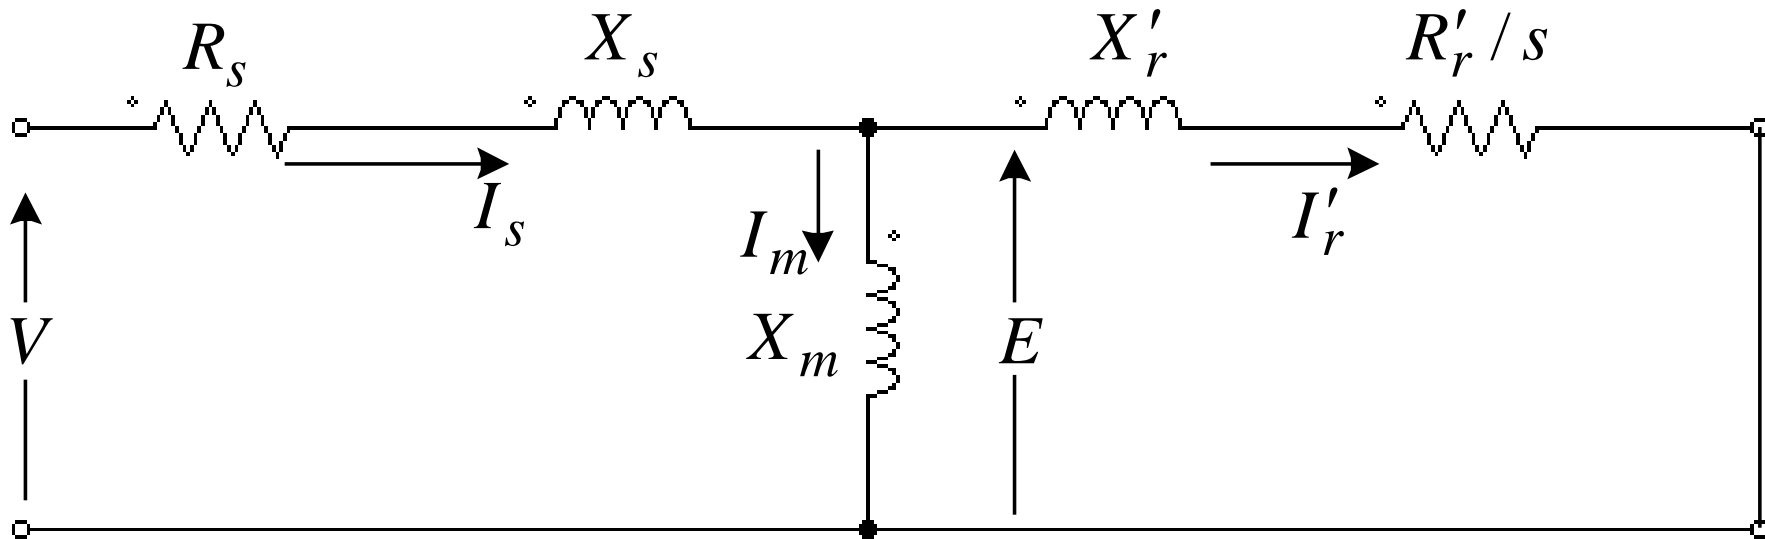 R_s
X_s
X'_r
R'_r / s
I_s
I_m
I'_r
V
X_m
E